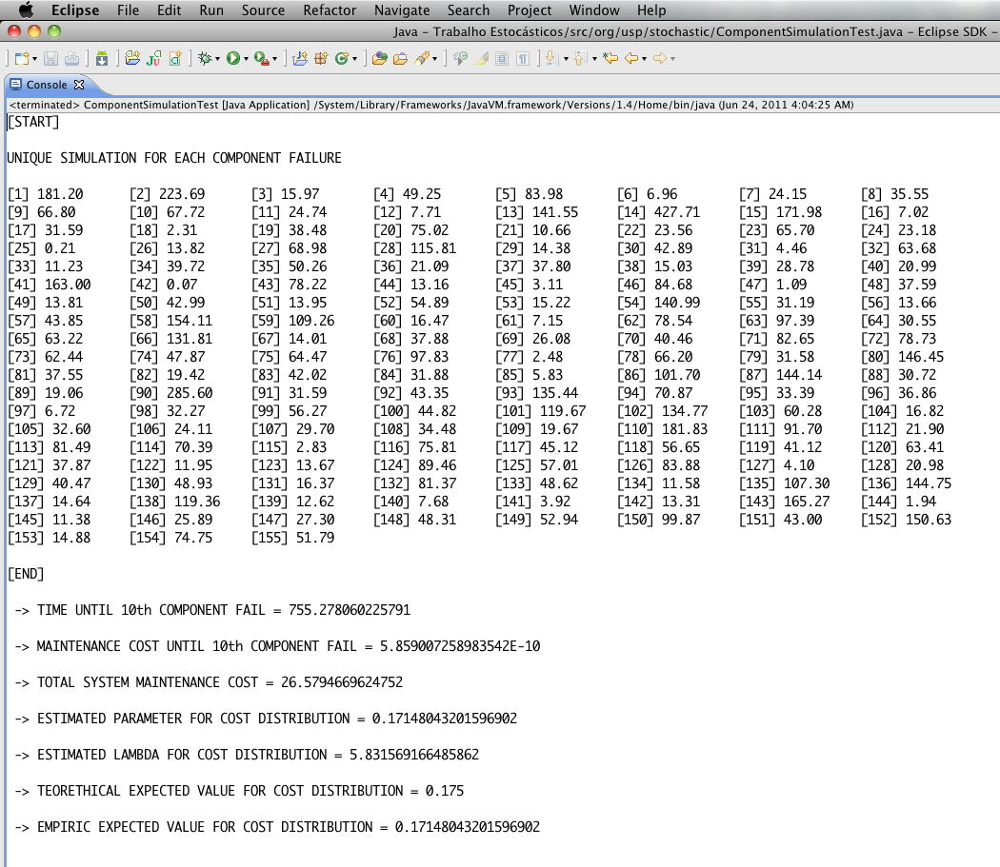 Eclipse File Edit Run Source Refactor Navigate Search Project Window Help
Java – Trabalho Estocásticos/src/org/usp/stochastic/ComponentSimulationTest.java – Eclipse SDK –
Console
<terminated> ComponentSimulationTest [Java Application] /System/Library/Frameworks/JavaVM.framework/Versions/1.4/Home/bin/java (Jun 24, 2011 4:04:25 AM)
[START]
UNIQUE SIMULATION FOR EACH COMPONENT FAILURE
[1] 181.20 [2] 223.69 [3] 15.97 [4] 49.25 [5] 83.98 [6] 6.96 [7] 24.15 [8] 35.55
[9] 66.80 [10] 67.72 [11] 24.74 [12] 7.71 [13] 141.55 [14] 427.71 [15] 171.98 [16] 7.02
[17] 31.59 [18] 2.31 [19] 38.48 [20] 75.02 [21] 10.66 [22] 23.56 [23] 65.70 [24] 23.18
[25] 0.21 [26] 13.82 [27] 68.98 [28] 115.81 [29] 14.38 [30] 42.89 [31] 4.46 [32] 63.68
[33] 11.23 [34] 39.72 [35] 50.26 [36] 21.09 [37] 37.80 [38] 15.03 [39] 28.78 [40] 20.99
[41] 163.00 [42] 0.07 [43] 78.22 [44] 13.16 [45] 3.11 [46] 84.68 [47] 1.09 [48] 37.59
[49] 13.81 [50] 42.99 [51] 13.95 [52] 54.89 [53] 15.22 [54] 140.99 [55] 31.19 [56] 13.66
[57] 43.85 [58] 154.11 [59] 109.26 [60] 16.47 [61] 7.15 [62] 78.54 [63] 97.39 [64] 30.55
[65] 63.22 [66] 131.81 [67] 14.01 [68] 37.88 [69] 26.08 [70] 40.46 [71] 82.65 [72] 78.73
[73] 62.44 [74] 47.87 [75] 64.47 [76] 97.83 [77] 2.48 [78] 66.20 [79] 31.58 [80] 146.45
[81] 37.55 [82] 19.42 [83] 42.02 [84] 31.88 [85] 5.83 [86] 101.70 [87] 144.14 [88] 30.72
[89] 19.06 [90] 285.60 [91] 31.59 [92] 43.35 [93] 135.44 [94] 70.87 [95] 33.39 [96] 36.86
[97] 6.72 [98] 32.27 [99] 56.27 [100] 44.82 [101] 119.67 [102] 134.77 [103] 60.28 [104] 16.82
[105] 32.60 [106] 24.11 [107] 29.70 [108] 34.48 [109] 19.67 [110] 181.83 [111] 91.70 [112] 21.90
[113] 81.49 [114] 70.39 [115] 2.83 [116] 75.81 [117] 45.12 [118] 56.65 [119] 41.12 [120] 63.41
[121] 37.87 [122] 11.95 [123] 13.67 [124] 89.46 [125] 57.01 [126] 83.88 [127] 4.10 [128] 20.98
[129] 40.47 [130] 48.93 [131] 16.37 [132] 81.37 [133] 48.62 [134] 11.58 [135] 107.30 [136] 144.75
[137] 14.64 [138] 119.36 [139] 12.62 [140] 7.68 [141] 3.92 [142] 13.31 [143] 165.27 [144] 1.94
[145] 11.38 [146] 25.89 [147] 27.30 [148] 48.31 [149] 52.94 [150] 99.87 [151] 43.00 [152] 150.63
[153] 14.88 [154] 74.75 [155] 51.79
[END]
-> TIME UNTIL 10th COMPONENT FAIL = 755.278060225791
-> MAINTENANCE COST UNTIL 10th COMPONENT FAIL = 5.859007258983542E-10
-> TOTAL SYSTEM MAINTENANCE COST = 26.5794669624752
-> ESTIMATED PARAMETER FOR COST DISTRIBUTION = 0.17148043201596902
-> ESTIMATED LAMBDA FOR COST DISTRIBUTION = 5.831569166485862
-> TEORETHICAL EXPECTED VALUE FOR COST DISTRIBUTION = 0.175
-> EMPIRIC EXPECTED VALUE FOR COST DISTRIBUTION = 0.17148043201596902